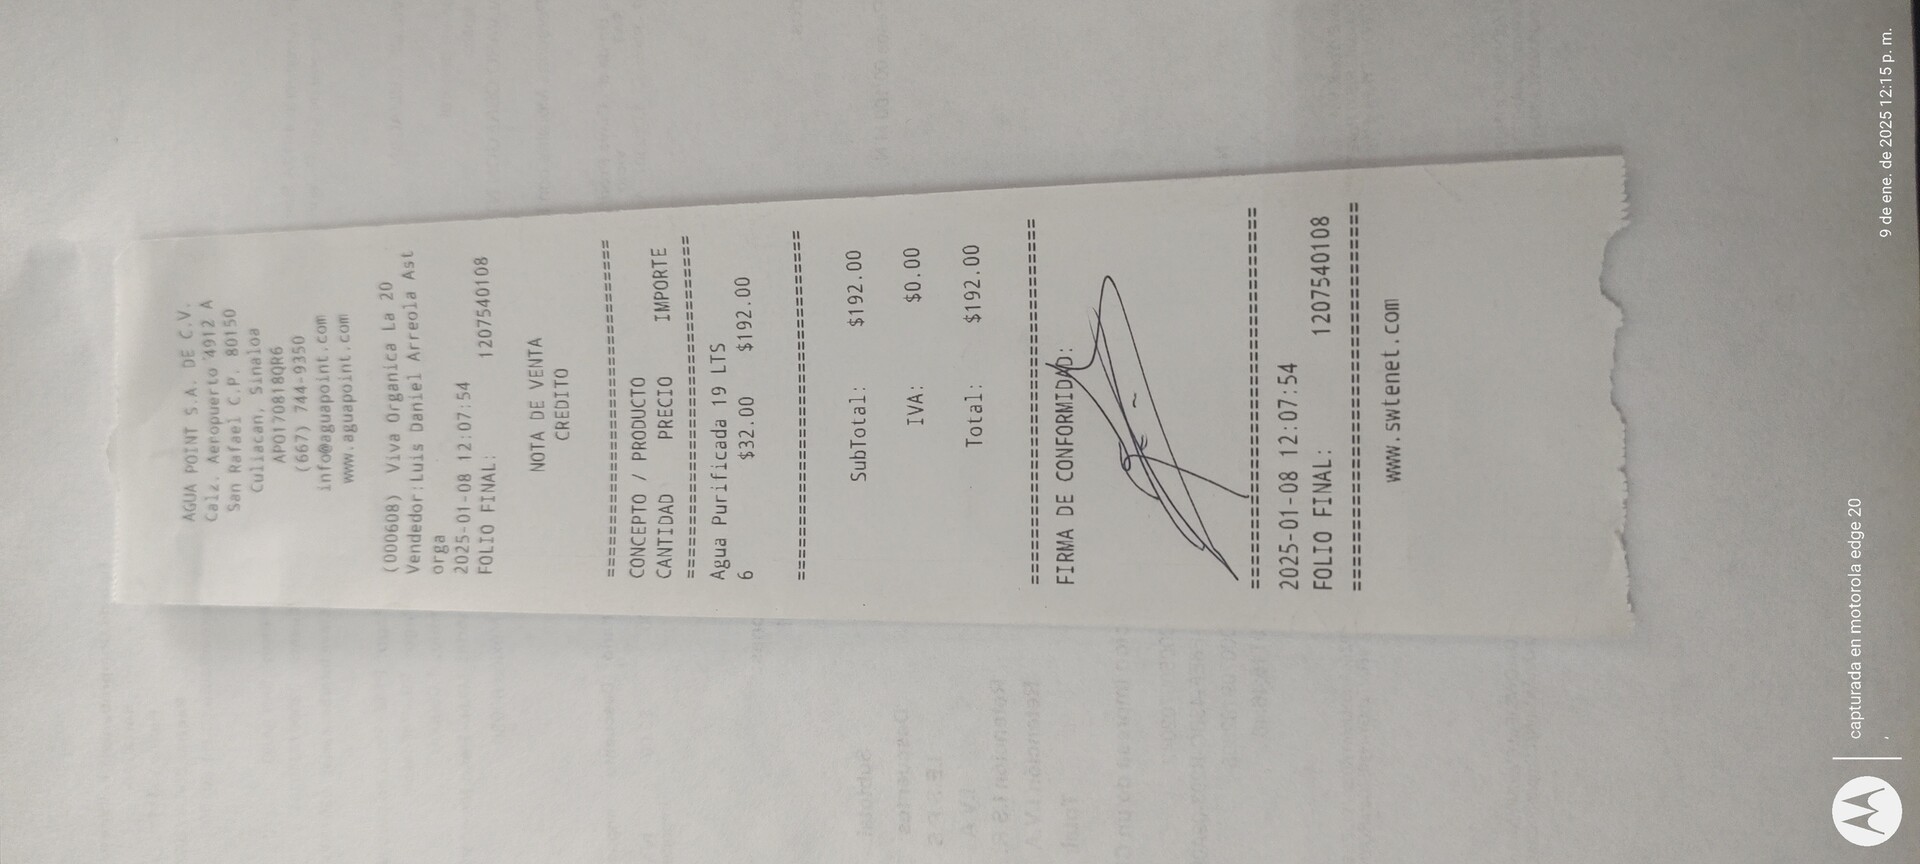 AGUA POINT S.A. DE C.V.
Calz. Aeropuerto 4912 A
San Rafael C.P. 80150
Culiacan, Sinaloa
APO170818QR6
(667) 744-9350
info@aguapoint.com
www.aguapoint.com
(000608) Viva Organica La 20
Vendedor:Luis Daniel Arreola Ast
orga
2025-01-08 12:07:54
FOLIO FINAL: 1207540108
NOTA DE VENTA
CREDITO
================================
CONCEPTO / PRODUCTO
CANTIDAD PRECIO IMPORTE
================================
Agua Purificada 19 LTS
6 $32.00 $192.00
================================
SubTotal: $192.00
IVA: $0.00
Total: $192.00
================================
FIRMA DE CONFORMIDAD:
================================
2025-01-08 12:07:54
FOLIO FINAL: 1207540108
================================
www.swtenet.com
capturada en motorola edge 20
9 de ene. de 2025 12:15 p. m.